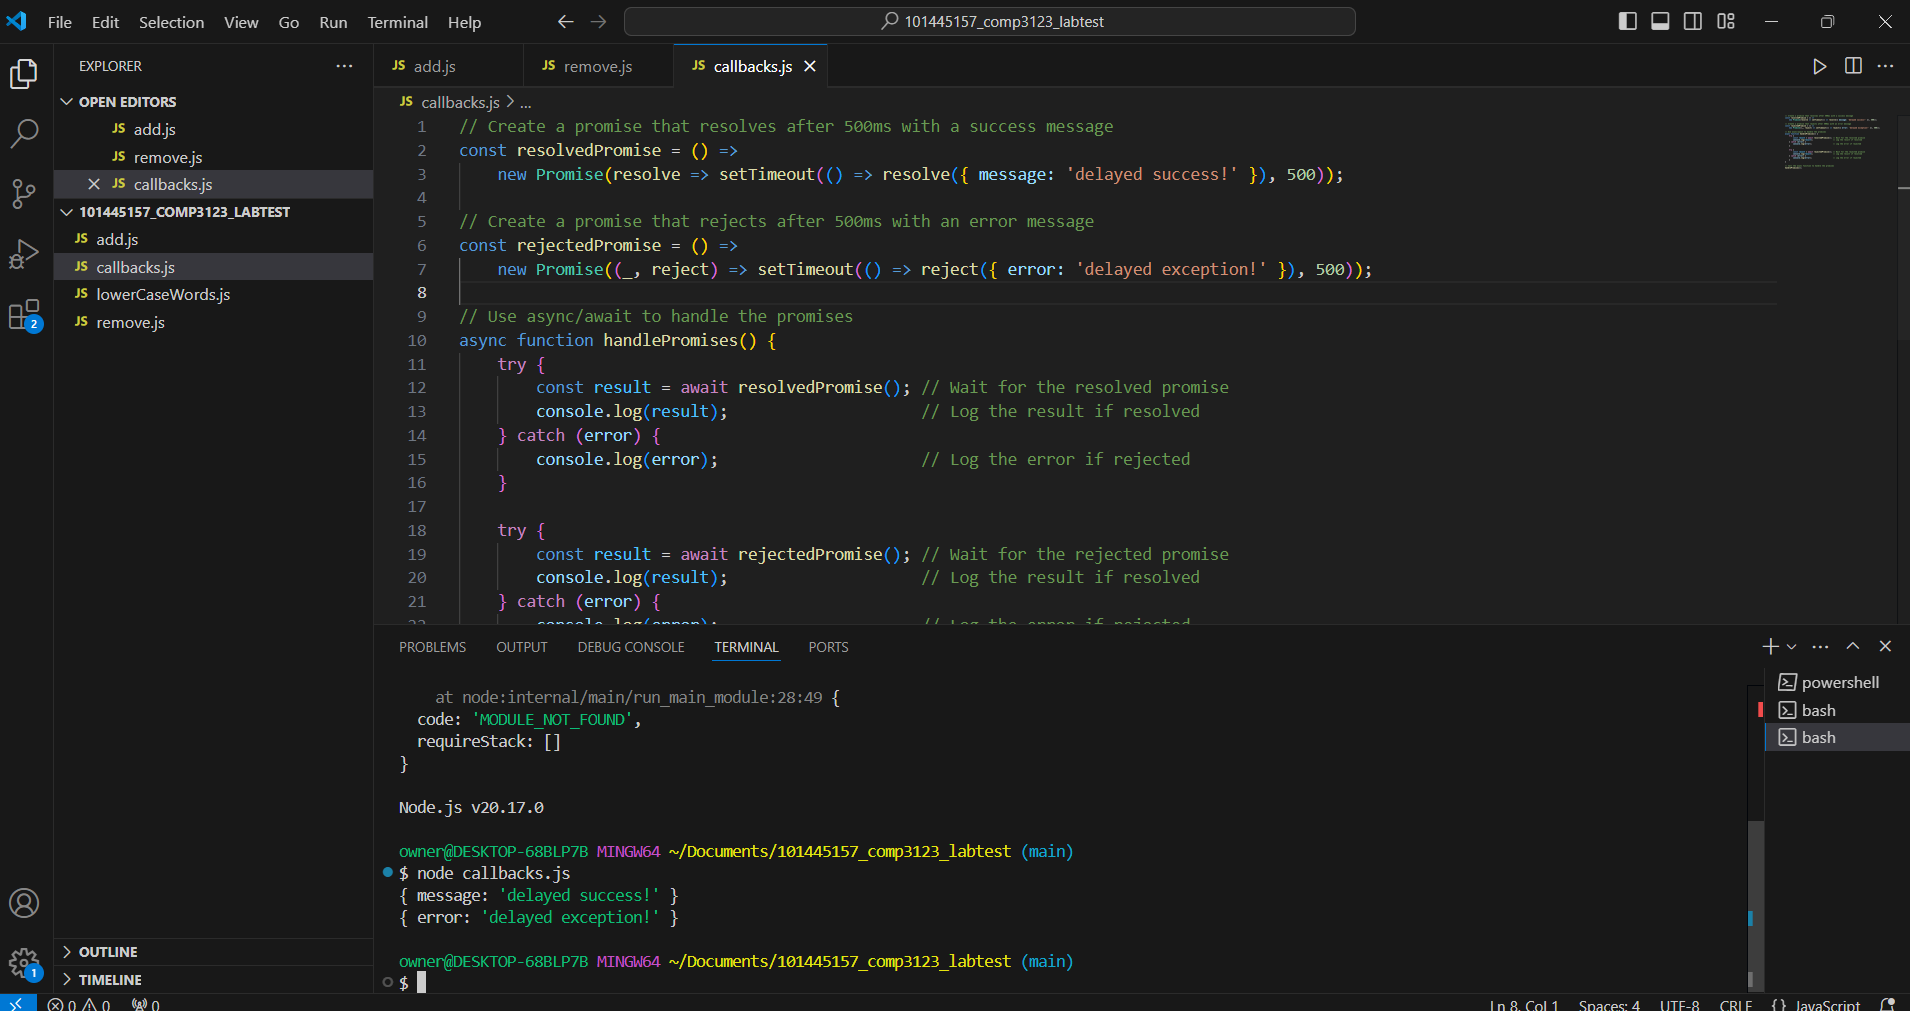 File Edit Selection View Go Run Terminal Help
101445157_comp3123_labtest
EXPLORER
OPEN EDITORS
JS add.js
JS remove.js
JS callbacks.js
101445157_COMP3123_LABTEST
JS add.js
JS callbacks.js
JS lowerCaseWords.js
JS remove.js
OUTLINE
TIMELINE
2
1
JS add.js JS remove.js JS callbacks.js
JS callbacks.js > ...
1 // Create a promise that resolves after 500ms with a success message
2 const resolvedPromise = () =>
3 new Promise(resolve => setTimeout(() => resolve({ message: 'delayed success!' }), 500));
4
5 // Create a promise that rejects after 500ms with an error message
6 const rejectedPromise = () =>
7 new Promise((_, reject) => setTimeout(() => reject({ error: 'delayed exception!' }), 500));
8
9 // Use async/await to handle the promises
10 async function handlePromises() {
11 try {
12 const result = await resolvedPromise(); // Wait for the resolved promise
13 console.log(result); // Log the result if resolved
14 } catch (error) {
15 console.log(error); // Log the error if rejected
16 }
17
18 try {
19 const result = await rejectedPromise(); // Wait for the rejected promise
20 console.log(result); // Log the result if resolved
21 } catch (error) {
22 console.log(error); // Log the error if rejected
PROBLEMS OUTPUT DEBUG CONSOLE TERMINAL PORTS
at node:internal/main/run_main_module:28:49 {
code: 'MODULE_NOT_FOUND',
requireStack: []
}
Node.js v20.17.0
owner@DESKTOP-68BLP7B MINGW64 ~/Documents/101445157_comp3123_labtest (main)
$ node callbacks.js
{ message: 'delayed success!' }
{ error: 'delayed exception!' }
owner@DESKTOP-68BLP7B MINGW64 ~/Documents/101445157_comp3123_labtest (main)
$
powershell
bash
bash
0 0 0 Ln 8, Col 1 Spaces: 4 UTF-8 CRLF {} JavaScript